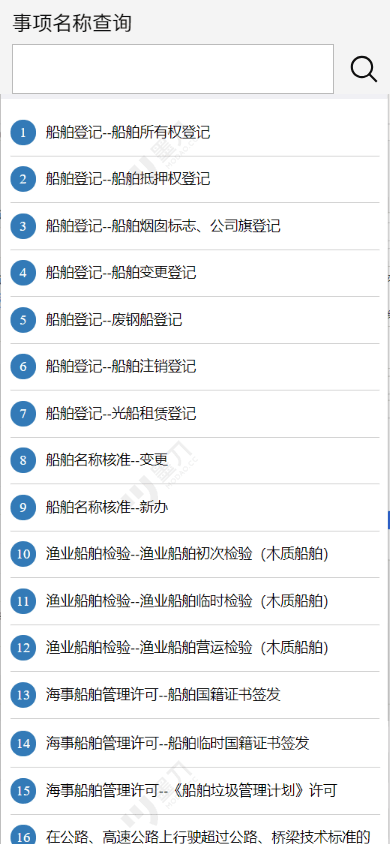 事项名称查询
1 船舶登记--船舶所有权登记
2 船舶登记--船舶抵押权登记
3 船舶登记--船舶烟囱标志、公司旗登记
4 船舶登记--船舶变更登记
5 船舶登记--废钢船登记
6 船舶登记--船舶注销登记
7 船舶登记--光船租赁登记
8 船舶名称核准--变更
9 船舶名称核准--新办
10 渔业船舶检验--渔业船舶初次检验（木质船舶）
11 渔业船舶检验--渔业船舶临时检验（木质船舶）
12 渔业船舶检验--渔业船舶营运检验（木质船舶）
13 海事船舶管理许可--船舶国籍证书签发
14 海事船舶管理许可--船舶临时国籍证书签发
15 海事船舶管理许可--《船舶垃圾管理计划》许可
16 在公路、高速公路上行驶超过公路、桥梁技术标准的